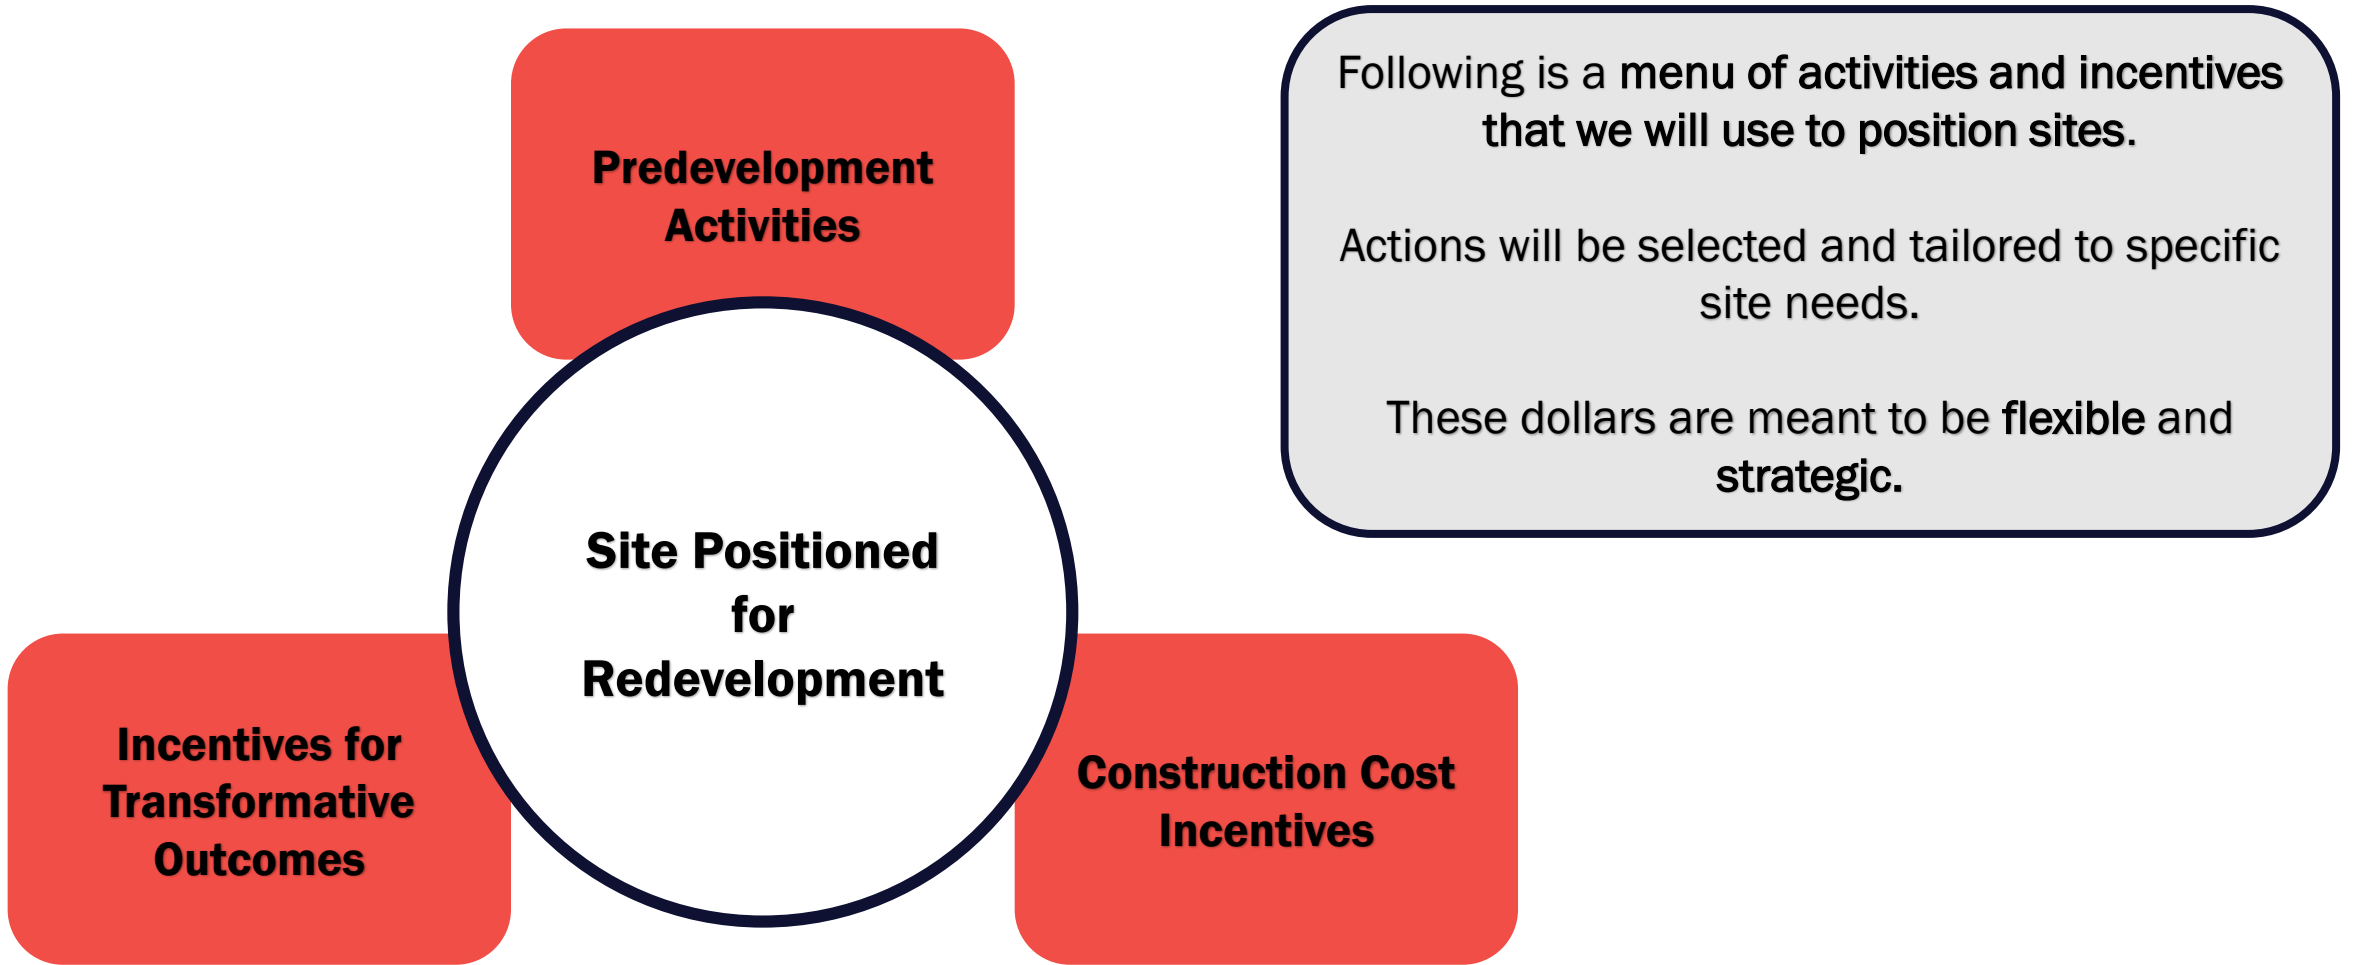 Predevelopment
Activities
Site Positioned
for
Redevelopment
Incentives for
Transformative
Outcomes
Construction Cost
Incentives
Following is a menu of activities and incentives
that we will use to position sites.
Actions will be selected and tailored to specific
site needs.
These dollars are meant to be flexible and
strategic.